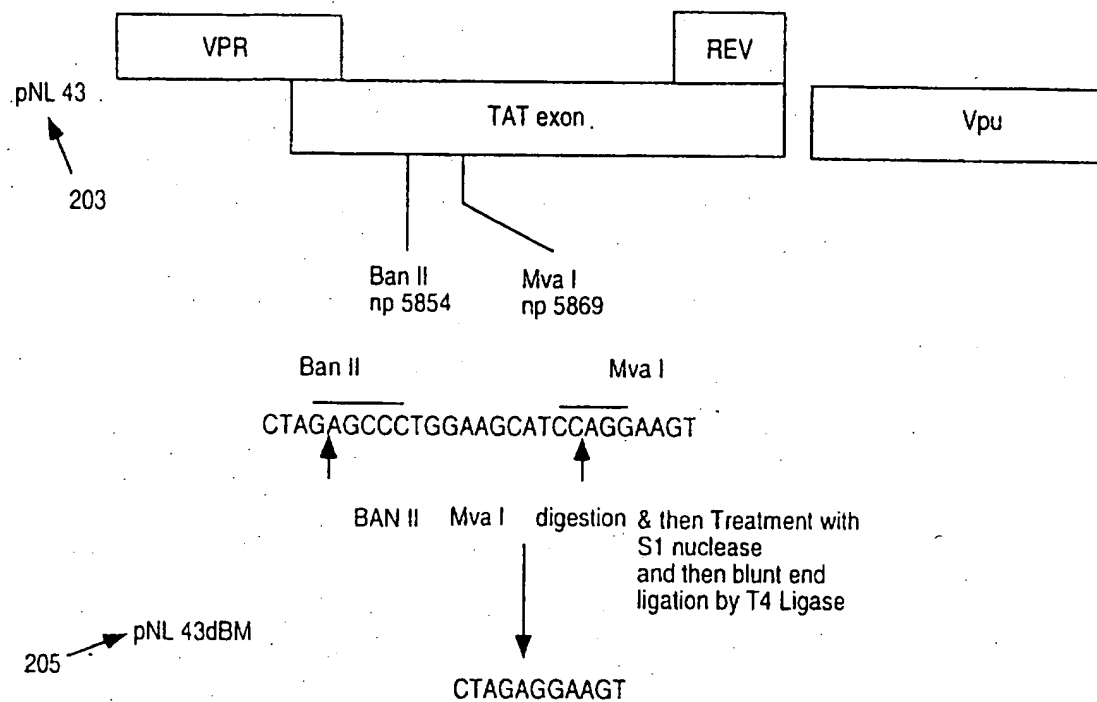 VPR
REV
pNL 43
TAT exon.
Vpu
203
Ban II
np 5854
Mva I
np 5869
Ban II
Mva I
CTAGAGCCCTGGAAGCATCCAGGAAGT
BAN II Mva I digestion & then Treatment with
S1 nuclease
and then blunt end
ligation by T4 Ligase
pNL 43dBM
205
CTAGAGGAAGT